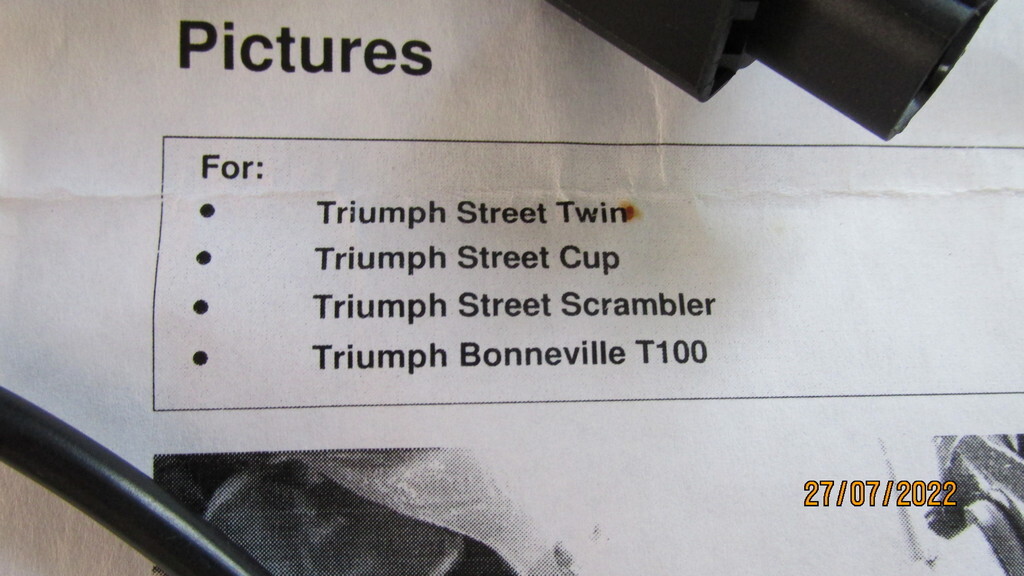 Pictures
For:
• Triumph Street Twin
• Triumph Street Cup
• Triumph Street Scrambler
• Triumph Bonneville T100
27/07/2022